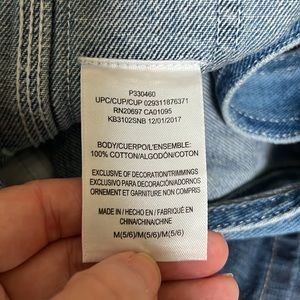 P330460
UPC/CUP/CUP 029311876371
RN20697 CA01095
KB3102SNB 12/01/2017
BODY/CUERPO/L'ENSEMBLE:
100% COTTON/ALGODÓN/COTON
EXCLUSIVE OF DECORATION/TRIMMINGS
EXCLUSIVO PARA DECORACIÓN/ADORNOS
ORNEMENT ET GARNITURE NON COMPRIS
MADE IN / HECHO EN / FABRIQUÉ EN
CHINA/CHINA/CHINE
M(5/6)/M(5/6)/M(5/6)